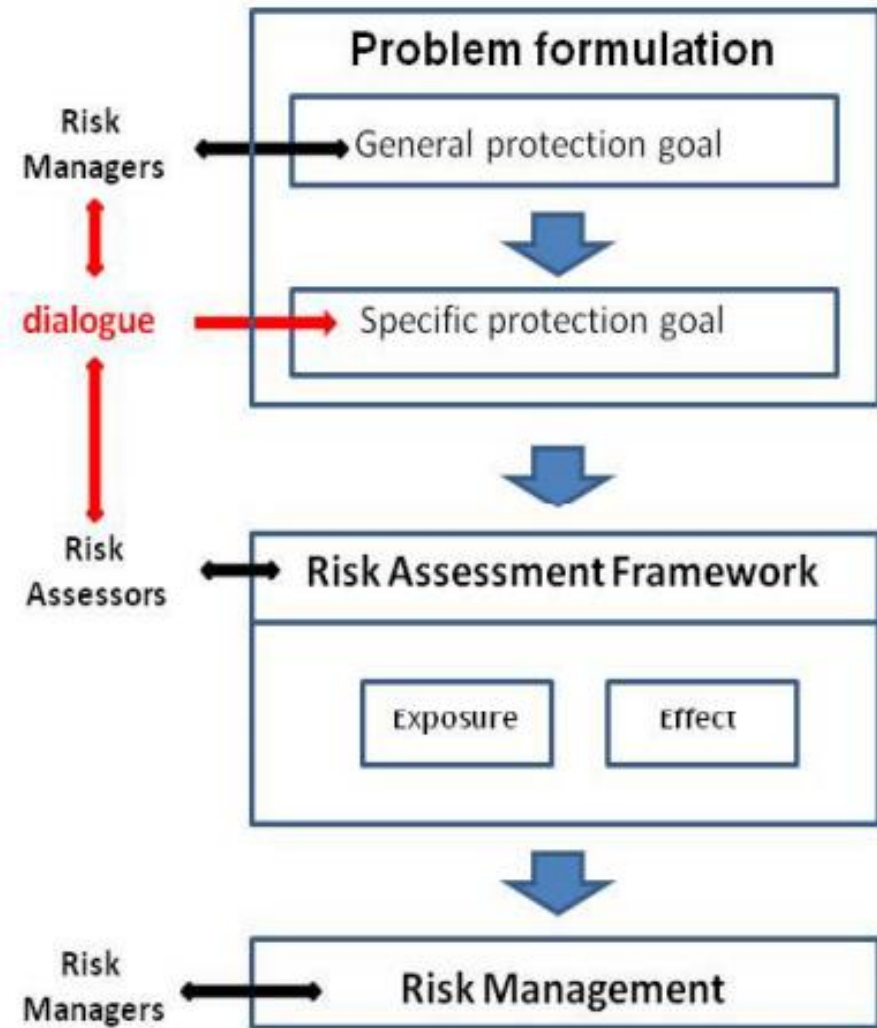 Problem formulation
Risk
Managers
General protection goal
dialogue
Specific protection goal
Risk
Assessors
Risk Assessment Framework
Exposure
Effect
Risk
Managers
Risk Management